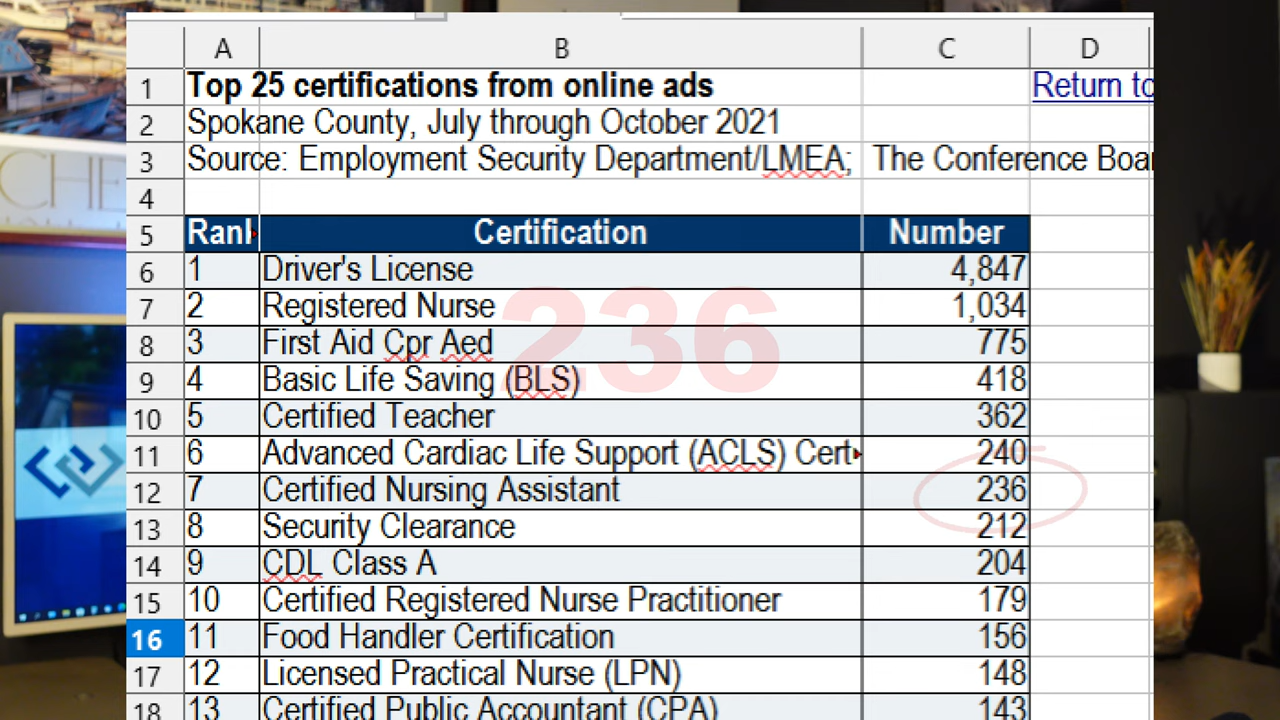 A B C D
1 Top 25 certifications from online ads Return to
2 Spokane County, July through October 2021
3 Source: Employment Security Department/LMEA; The Conference Boar
4
5 Rank Certification Number
6 1 Driver's License 4,847
7 2 Registered Nurse 1,034
236
8 3 First Aid Cpr Aed 775
9 4 Basic Life Saving (BLS) 418
10 5 Certified Teacher 362
11 6 Advanced Cardiac Life Support (ACLS) Cert 240
12 7 Certified Nursing Assistant 236
13 8 Security Clearance 212
14 9 CDL Class A 204
15 10 Certified Registered Nurse Practitioner 179
16 11 Food Handler Certification 156
17 12 Licensed Practical Nurse (LPN) 148
18 13 Certified Public Accountant (CPA) 143